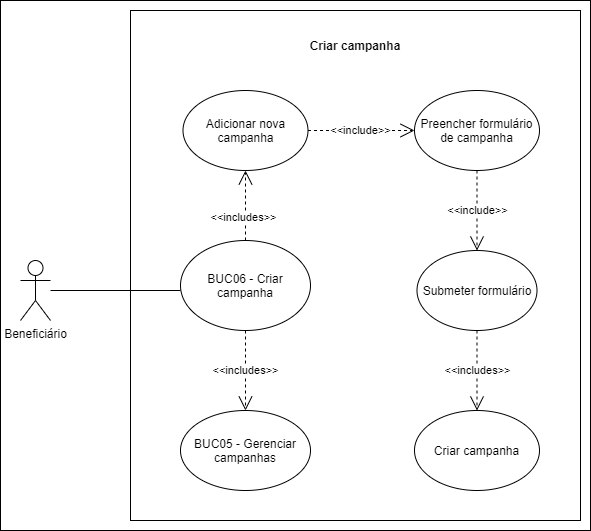 Criar campanha
Adicionar nova
campanha
<<include>>
Preencher formulário
de campanha
<<includes>>
<<include>>
BUC06 - Criar
campanha
Submeter formulário
Beneficiário
<<includes>>
<<includes>>
BUC05 - Gerenciar
campanhas
Criar campanha